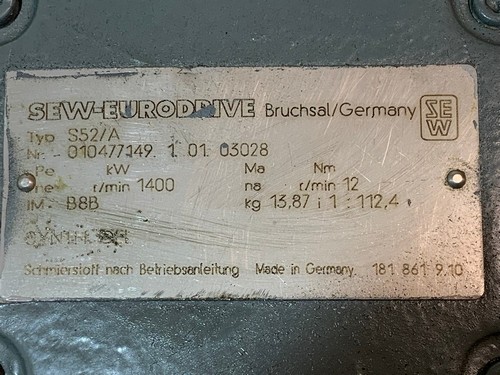 SEW-EURODRIVE Bruchsal/Germany SEW
Typ S52/A
Nr. 010477149. 1. 01. 03028
Pe kW Ma Nm
ne r/min 1400 na r/min 12
IM B8B kg 13,87 i 1 : 112,4
Schmierstoff nach Betriebsanleitung Made in Germany 181 861 9.10